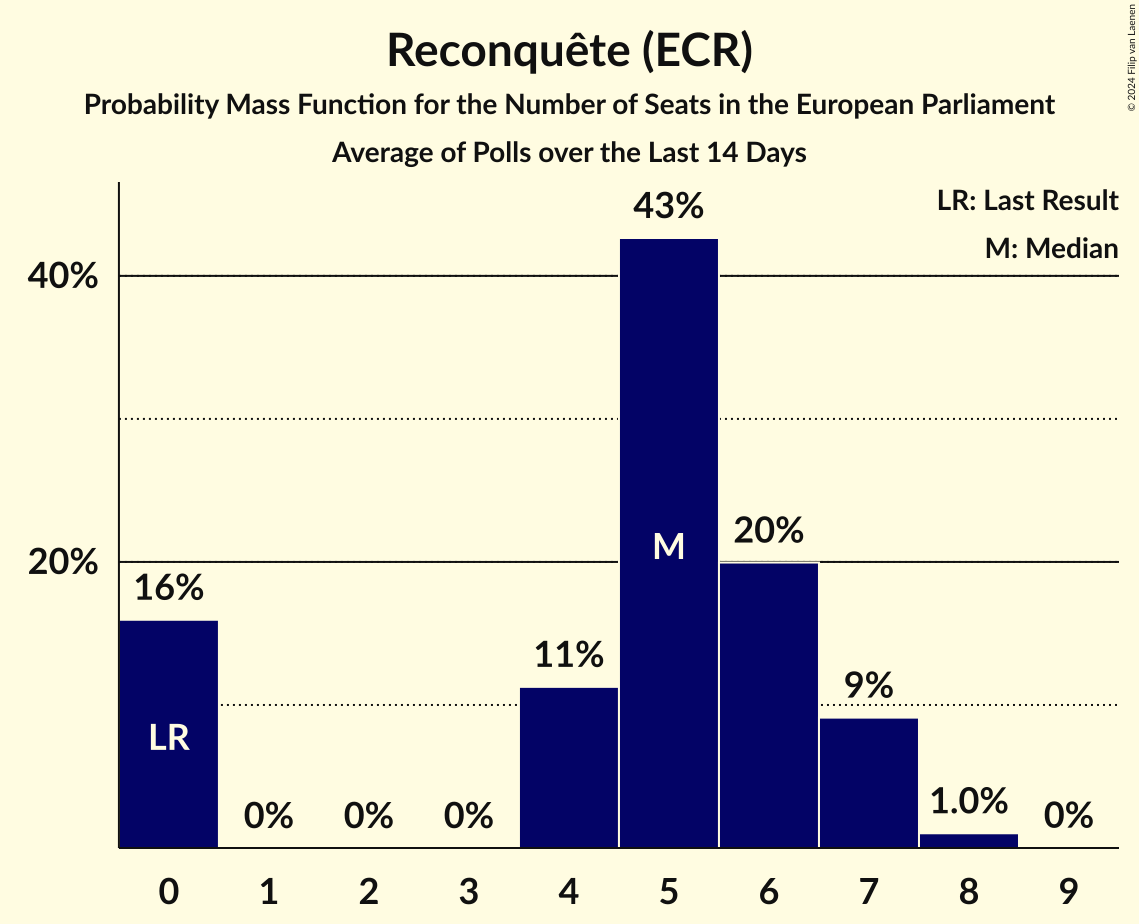 Reconquête (ECR)
Probability Mass Function for the Number of Seats in the European Parliament
Average of Polls over the Last 14 Days
© 2024 Filip van Laenen
LR: Last Result
M: Median
43%
40%
20%
M
20%
16%
11%
9%
LR
0%
0%
0%
1.0%
0%
0 1 2 3 4 5 6 7 8 9